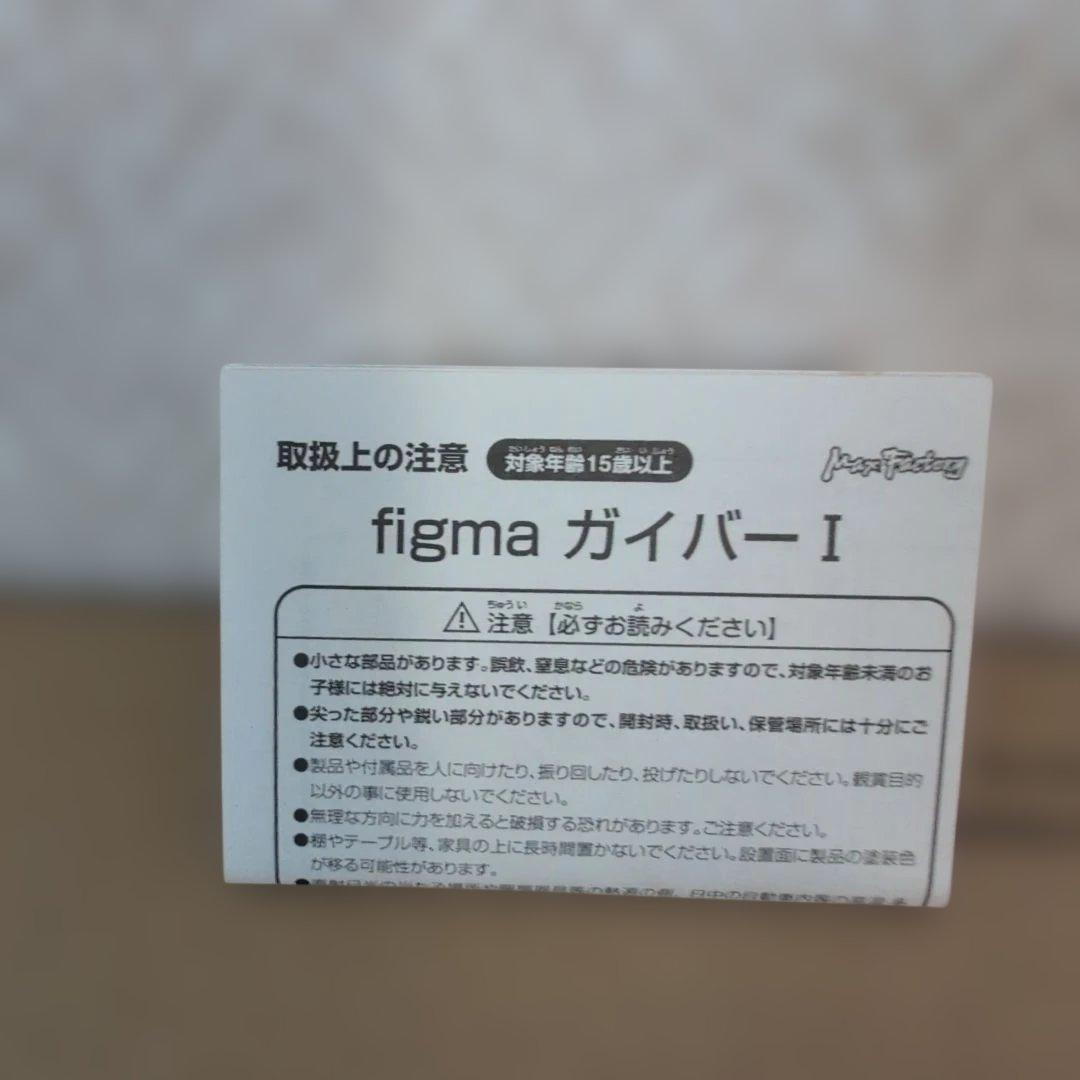 取扱上の注意 対象年齢15歳以上 Max Factory
figma ガイバーI
⚠注意【必ずお読みください】
●小さな部品があります。誤飲、窒息などの危険がありますので、対象年齢未満のお
子様には絶対に与えないでください。
●尖った部分や鋭い部分がありますので、開封時、取扱い、保管場所には十分にご
注意ください。
●製品や付属品を人に向けたり、振り回したり、投げたりしないでください。観賞目的
以外の事に使用しないでください。
●無理な方向に力を加えると破損する恐れがあります。ご注意ください。
●棚やテーブル等、家具の上に長時間置かないでください。設置面に製品の塗装色
が移る可能性があります。